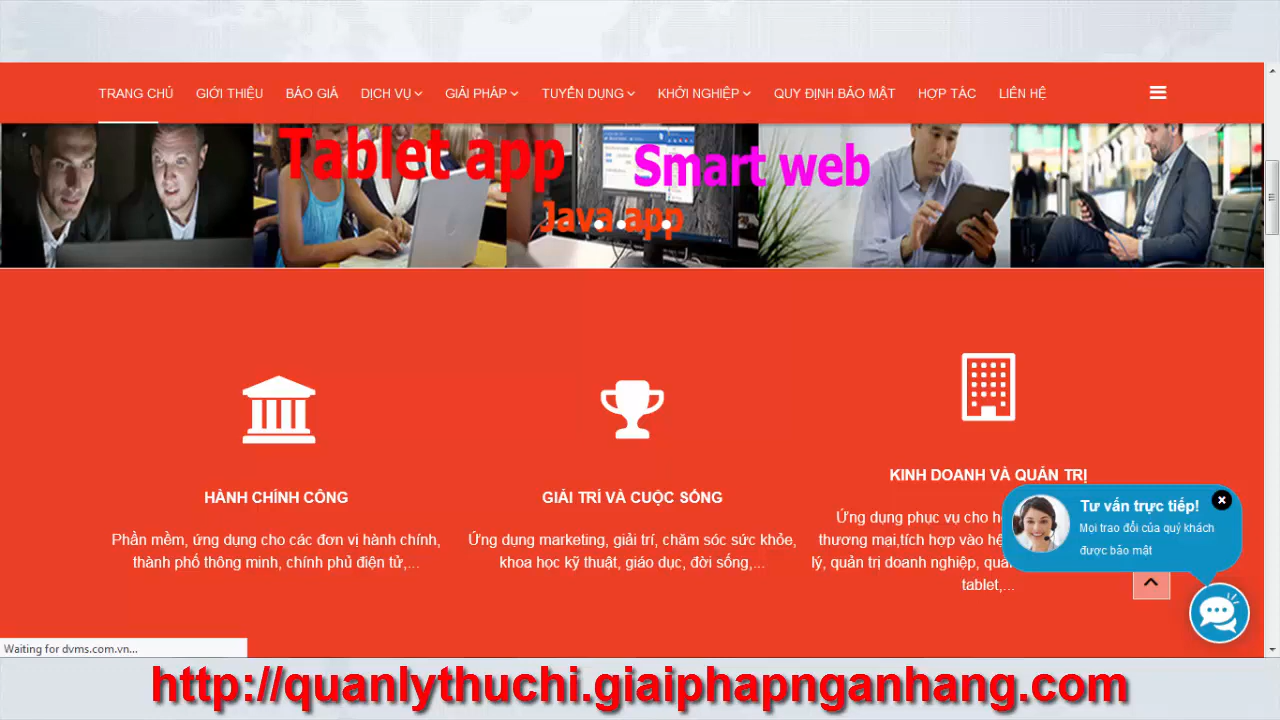 TRANG CHỦ GIỚI THIỆU BÁO GIÁ DỊCH VỤ GIẢI PHÁP TUYỂN DỤNG KHỞI NGHIỆP QUY ĐỊNH BẢO MẬT HỢP TÁC LIÊN HỆ
Tablet app
Smart web
Java app
HÀNH CHÍNH CÔNG
Phần mềm, ứng dụng cho các đơn vị hành chính,
thành phố thông minh, chính phủ điện tử,...
GIẢI TRÍ VÀ CUỘC SỐNG
Ứng dụng marketing, giải trí, chăm sóc sức khỏe,
khoa học kỹ thuật, giáo dục, đời sống,...
KINH DOANH VÀ QUẢN TRỊ
Ứng dụng phục vụ cho
thương mại,tích hợp vào
lý, quản trị doanh nghiệp,
tablet,...
Tư vấn trực tiếp!
Mọi trao đổi của quý khách
được bảo mật
Waiting for dvms.com.vn...
http://quanlythuchi.giaiphapnganhang.com